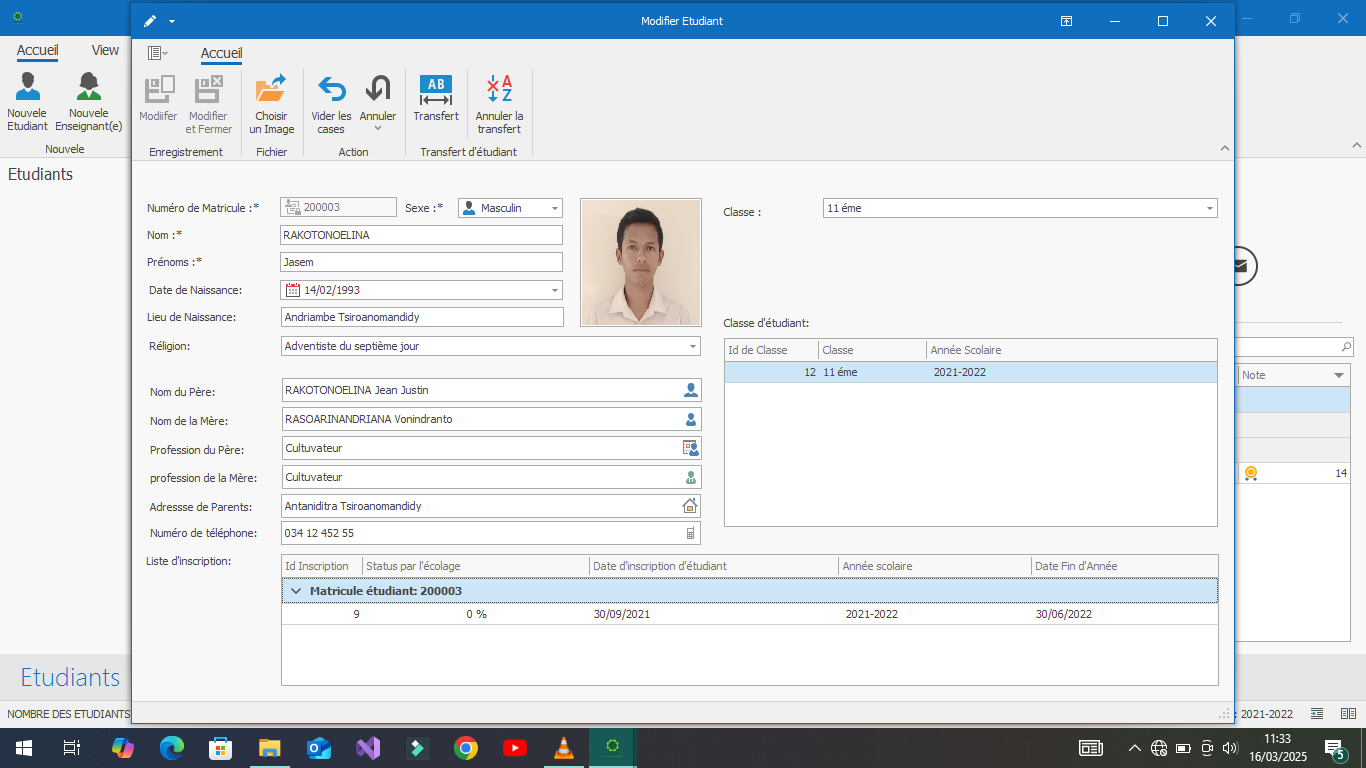 Modifier Etudiant
Accueil View
Accueil
Nouvele Etudiant
Nouvele Enseignant(e)
Nouvele
Modiifer
Modifier et Fermer
Enregistrement
Choisir un Image
Fichier
Vider les cases
Annuler
Action
AB
Transfert
A Z
Annuler la transfert
Transfert d'étudiant
Etudiants
Numéro de Matricule :* 200003 Sexe :* Masculin
Nom :* RAKOTONOELINA
Prénoms :* Jasem
Date de Naissance: 14/02/1993
Lieu de Naissance: Andriambe Tsiroanomandidy
Réligion: Adventiste du septième jour
Nom du Père: RAKOTONOELINA Jean Justin
Nom de la Mère: RASOARINANDRIANA Vonindranto
Profession du Père: Cultuvateur
profession de la Mère: Cultuvateur
Adressse de Parents: Antaniditra Tsiroanomandidy
Numéro de téléphone: 034 12 452 55
Classe : 11 éme
Classe d'étudiant:
Id de Classe Classe Année Scolaire
12 11 éme 2021-2022
Note
14
Liste d'inscription:
Id Inscription Status par l'écolage Date d'inscription d'étudiant Année scolaire Date Fin d'Année
Matricule étudiant: 200003
9 0 % 30/09/2021 2021-2022 30/06/2022
Etudiants
NOMBRE DES ETUDIANTS : 2021-2022
11:33
16/03/2025
5